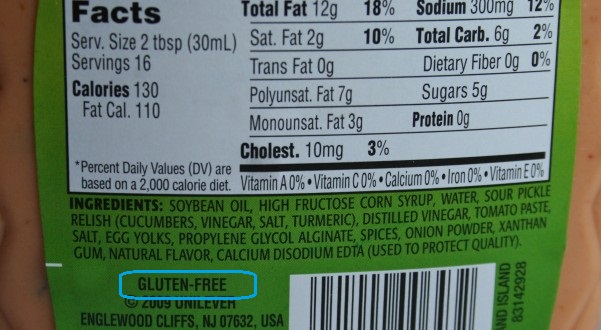 Facts
Serv. Size 2 tbsp (30mL)
Servings 16
Calories 130
Fat Cal. 110
*Percent Daily Values (DV) are
based on a 2,000 calorie diet.
Total Fat 12g 18% Sodium 300mg 12%
Sat. Fat 2g 10% Total Carb. 6g 2%
Trans Fat 0g Dietary Fiber 0g 0%
Polyunsat. Fat 7g Sugars 5g
Monounsat. Fat 3g Protein 0g
Cholest. 10mg 3%
Vitamin A 0% • Vitamin C 0% • Calcium 0% • Iron 0% • Vitamin E 0%
INGREDIENTS: SOYBEAN OIL, HIGH FRUCTOSE CORN SYRUP, WATER, SOUR PICKLE
RELISH (CUCUMBERS, VINEGAR, SALT, TURMERIC), DISTILLED VINEGAR, TOMATO PASTE,
SALT, EGG YOLKS, PROPYLENE GLYCOL ALGINATE, SPICES, ONION POWDER, XANTHAN
GUM, NATURAL FLAVOR, CALCIUM DISODIUM EDTA (USED TO PROTECT QUALITY).
GLUTEN-FREE
© 2009 UNILEVER
ENGLEWOOD CLIFFS, NJ 07632, USA
ND ISLAND
83142928